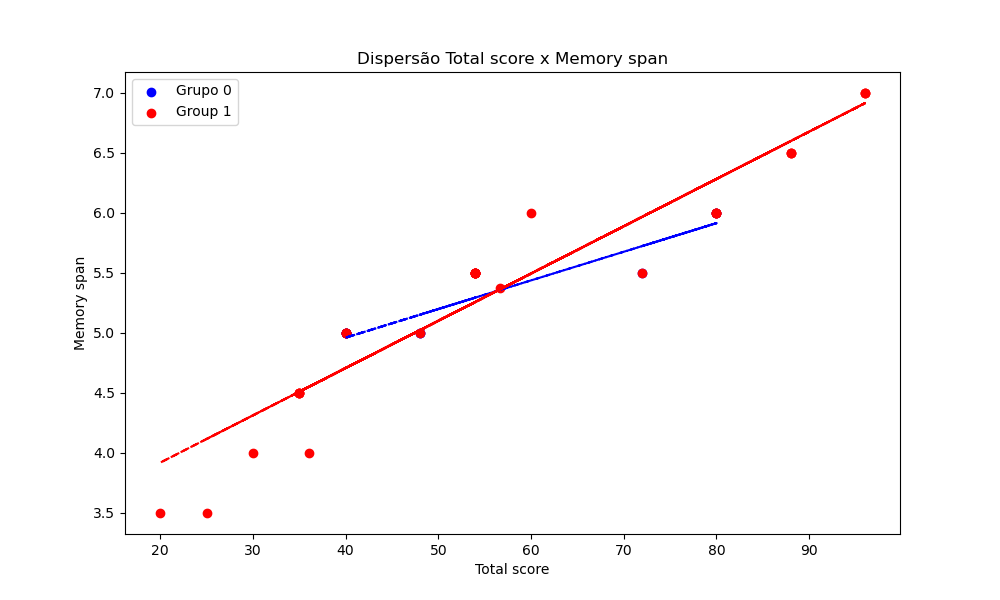 Dispersão Total score x Memory span
Grupo 0
Group 1
7.0
6.5
6.0
5.5
5.0
4.5
4.0
3.5
Memory span
20 30 40 50 60 70 80 90
Total score